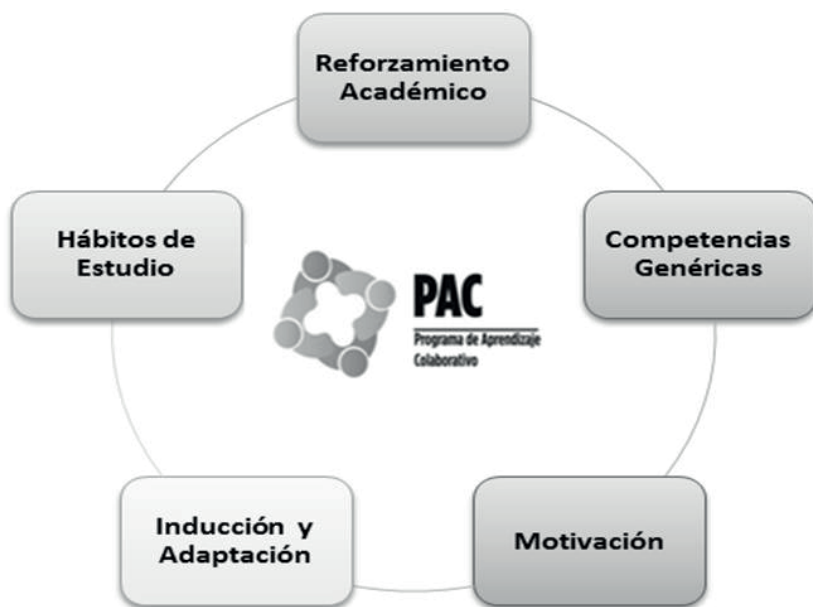 Reforzamiento
Académico
Hábitos de
Estudio
Competencias
Genéricas
PAC
Programa de Aprendizaje
Colaborativo
Inducción y
Adaptación
Motivación